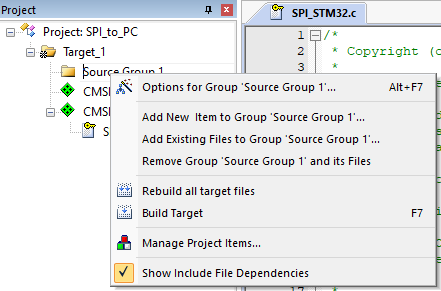 Project
Project: SPI_to_PC
Target_1
Source Group 1
SPI_STM32.c
1 /*
2 * Copyright (c
3 *
Options for Group 'Source Group 1'... Alt+F7
Add New Item to Group 'Source Group 1'...
Add Existing Files to Group 'Source Group 1'...
Remove Group 'Source Group 1' and its Files
Rebuild all target files
Build Target F7
Manage Project Items...
Show Include File Dependencies
17 *